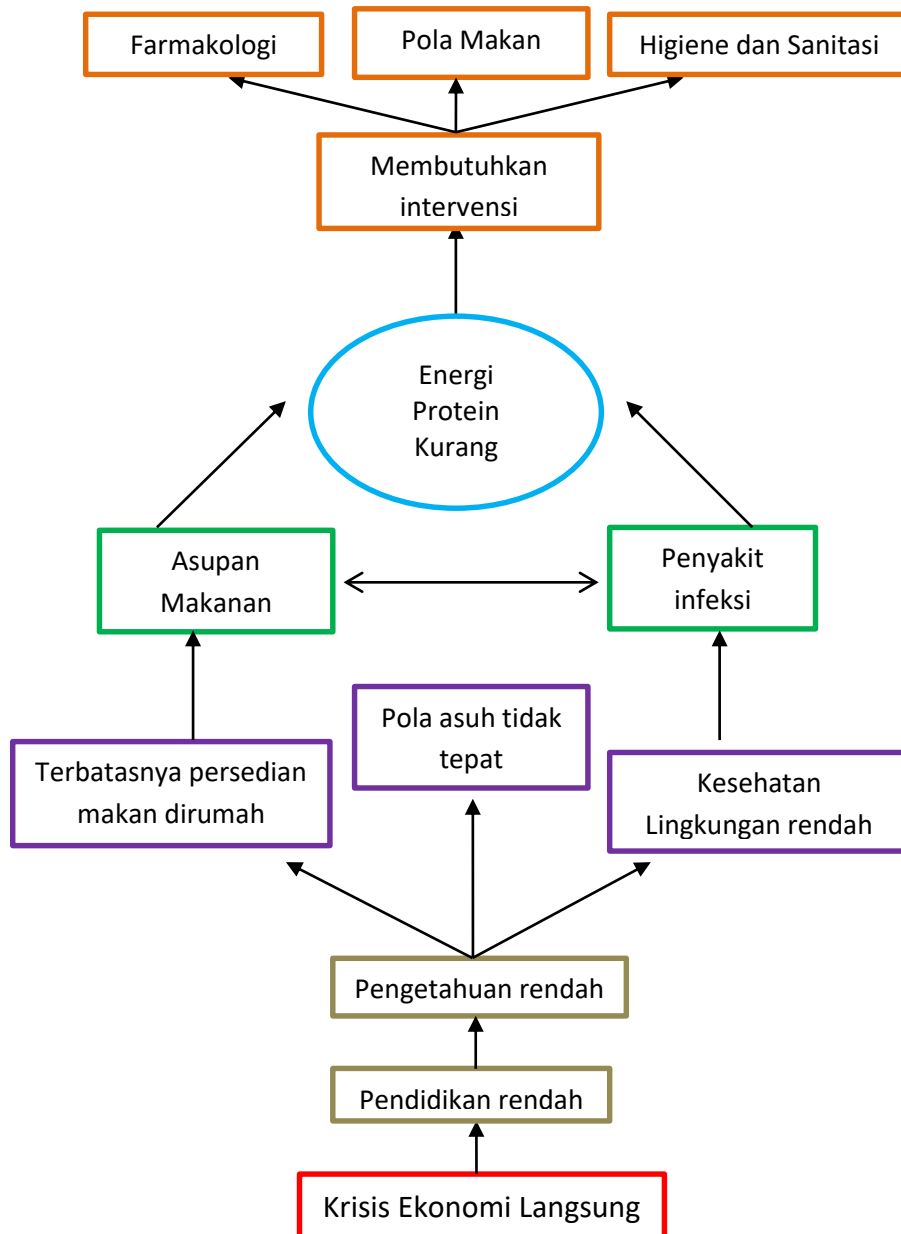 Farmakologi
Pola Makan
Higiene dan Sanitasi
Membutuhkan
intervensi
Energi
Protein
Kurang
Asupan
Makanan
Penyakit
infeksi
Terbatasnya persedian
makan dirumah
Pola asuh tidak
tepat
Kesehatan
Lingkungan rendah
Pengetahuan rendah
Pendidikan rendah
Krisis Ekonomi Langsung